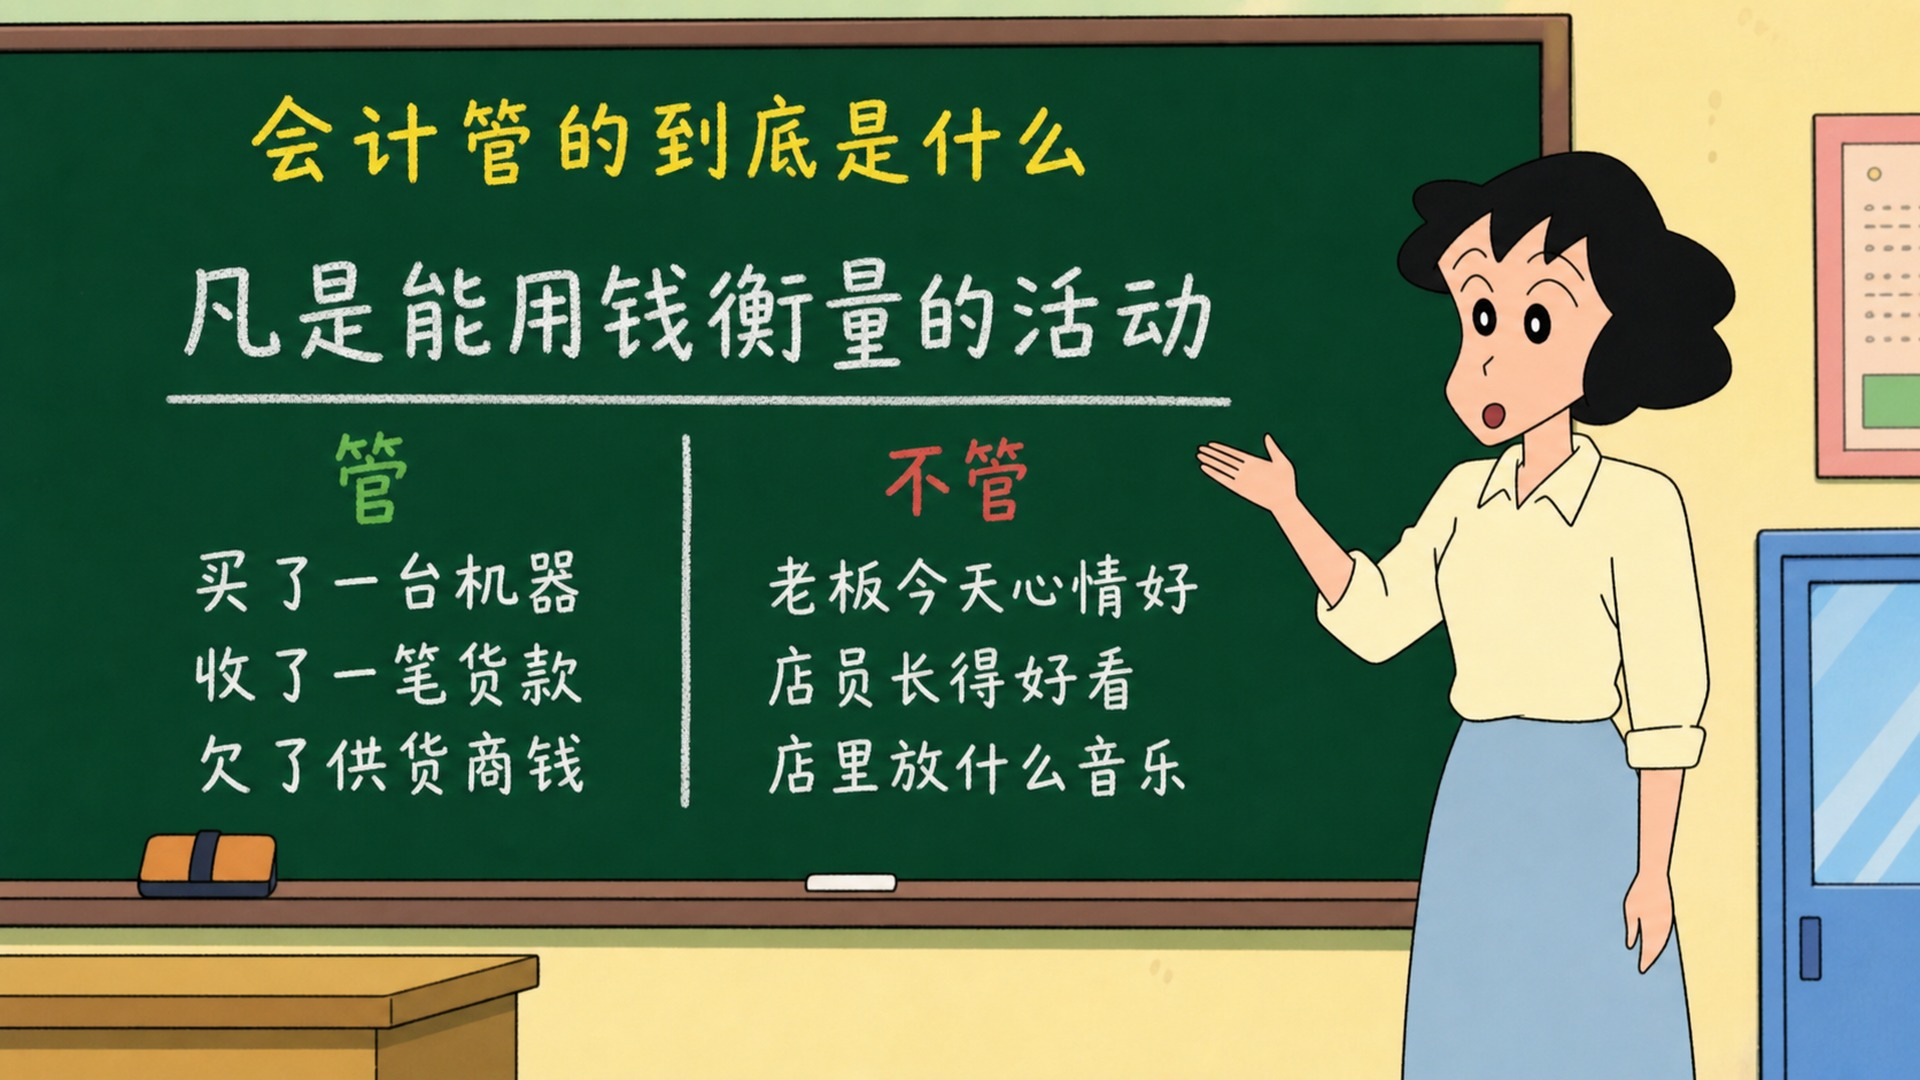 会计管的到底是什么
凡是能用钱衡量的活动
管
买了一台机器
收了一笔货款
欠了供货商钱
不管
老板今天心情好
店员长得好看
店里放什么音乐